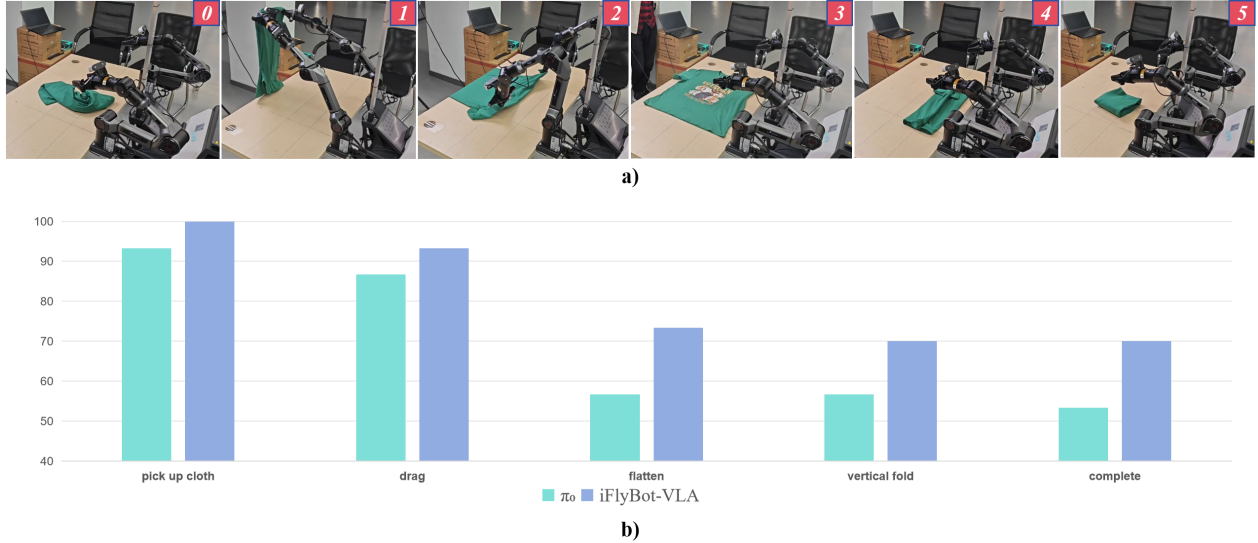 0 1 2 3 4 5
a)
100
90
80
70
60
50
40
pick up cloth drag flatten vertical fold complete
π₀ iFlyBot-VLA
b)